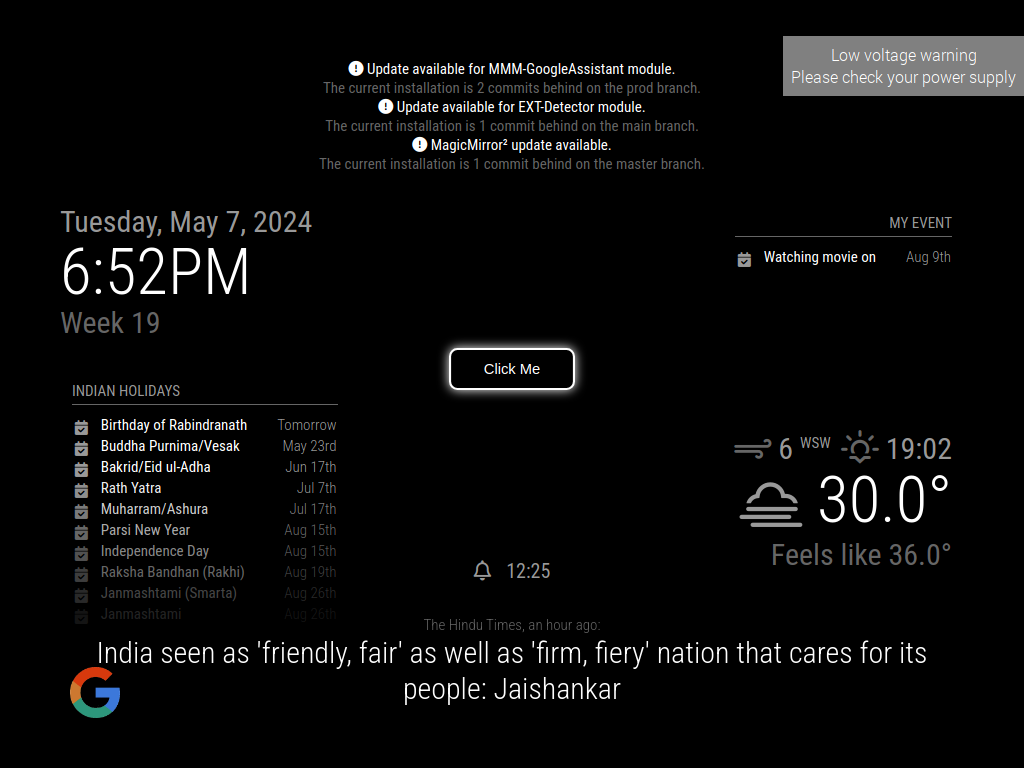 Low voltage warning
Please check your power supply
Update available for MMM-GoogleAssistant module.
The current installation is 2 commits behind on the prod branch.
Update available for EXT-Detector module.
The current installation is 1 commit behind on the main branch.
MagicMirror² update available.
The current installation is 1 commit behind on the master branch.
Tuesday, May 7, 2024
6:52PM
Week 19
MY EVENT
Watching movie on Aug 9th
Click Me
INDIAN HOLIDAYS
Birthday of Rabindranath Tomorrow
Buddha Purnima/Vesak May 23rd
Bakrid/Eid ul-Adha Jun 17th
Rath Yatra Jul 7th
Muharram/Ashura Jul 17th
Parsi New Year Aug 15th
Independence Day Aug 15th
Raksha Bandhan (Rakhi) Aug 19th
Janmashtami (Smarta) Aug 26th
Janmashtami Aug 26th
6 WSW 19:02
30.0°
Feels like 36.0°
12:25
The Hindu Times, an hour ago:
India seen as 'friendly, fair' as well as 'firm, fiery' nation that cares for its
people: Jaishankar